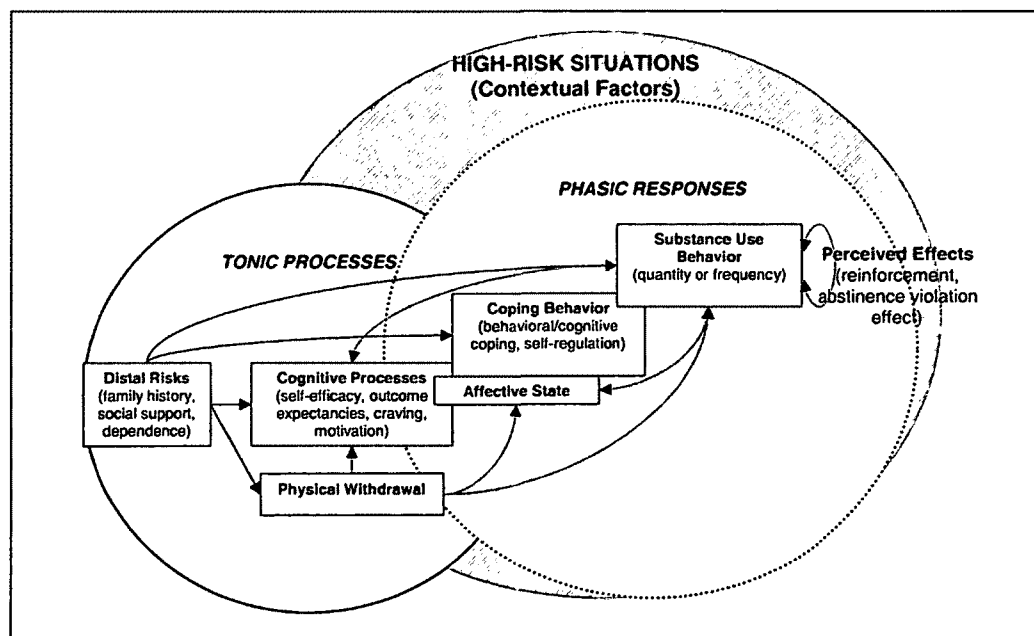 HIGH-RISK SITUATIONS
(Contextual Factors)
PHASIC RESPONSES
TONIC PROCESSES
Substance Use
Behavior
(quantity or frequency)
Perceived Effects
(reinforcement,
abstinence violation
effect)
Coping Behavior
(behavioral/cognitive
coping, self-regulation)
Distal Risks
(family history,
social support,
dependence)
Cognitive Processes
(self-efficacy, outcome
expectancies, craving,
motivation)
Affective State
Physical Withdrawal